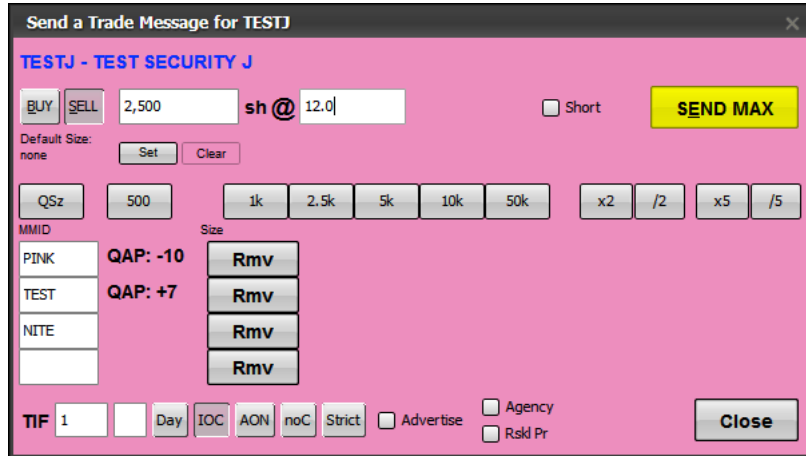 Send a Trade Message for TESTJ
TESTJ - TEST SECURITY J
BUY SELL 2,500 sh @ 12.0 Short SEND MAX
Default Size:
none Set Clear
QSz 500 1k 2.5k 5k 10k 50k x2 /2 x5 /5
MMID Size
PINK QAP: -10 Rmv
TEST QAP: +7 Rmv
NITE Rmv
Rmv
TIF 1 Day IOC AON noC Strict Advertise Agency
Rskl Pr
Close